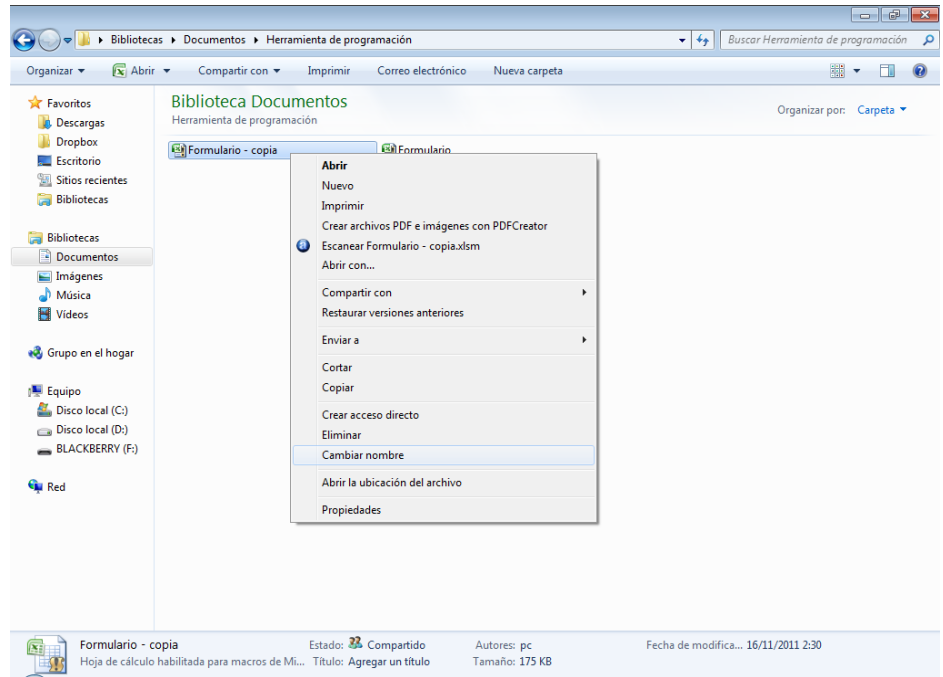 Bibliotecas Documentos Herramienta de programación
Buscar Herramienta de programación
Organizar Abrir Compartir con Imprimir Correo electrónico Nueva carpeta
Favoritos
Descargas
Dropbox
Escritorio
Sitios recientes
Bibliotecas
Bibliotecas
Documentos
Imágenes
Música
Vídeos
Grupo en el hogar
Equipo
Disco local (C:)
Disco local (D:)
BLACKBERRY (F:)
Red
Biblioteca Documentos
Herramienta de programación
Organizar por: Carpeta
Formulario - copia
Formulario
Abrir
Nuevo
Imprimir
Crear archivos PDF e imágenes con PDFCreator
Escanear Formulario - copia.xlsm
Abrir con...
Compartir con
Restaurar versiones anteriores
Enviar a
Cortar
Copiar
Crear acceso directo
Eliminar
Cambiar nombre
Abrir la ubicación del archivo
Propiedades
Formulario - copia Estado: Compartido Autores: pc Fecha de modifica... 16/11/2011 2:30
Hoja de cálculo habilitada para macros de Mi... Título: Agregar un título Tamaño: 175 KB